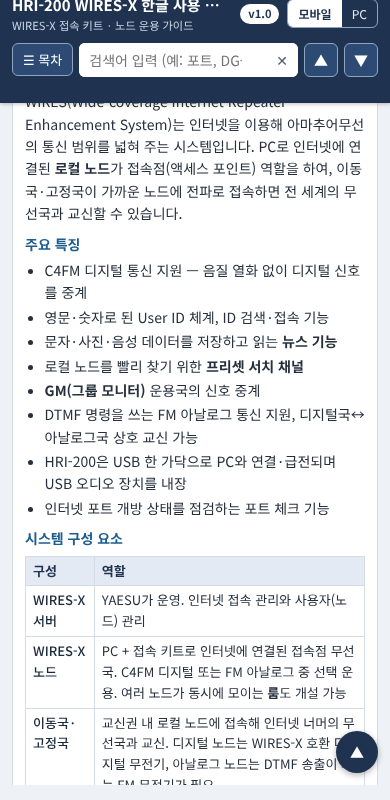 HRI-200 WIRES-X 한글 사용 ⋯
WIRES-X 접속 키트 · 노드 운용 가이드
v1.0
모바일
PC
☰ 목차
검색어 입력 (예: 포트, DG-
✕
▲
▼
WIRES(Wide-coverage Internet Repeater
Enhancement System)는 인터넷을 이용해 아마추어무선
의 통신 범위를 넓혀 주는 시스템입니다. PC로 인터넷에 연
결된 로컬 노드가 접속점(액세스 포인트) 역할을 하여, 이동
국·고정국이 가까운 노드에 전파로 접속하면 전 세계의 무
선국과 교신할 수 있습니다.
주요 특징
• C4FM 디지털 통신 지원 — 음질 열화 없이 디지털 신호
를 중계
• 영문·숫자로 된 User ID 체계, ID 검색·접속 기능
• 문자·사진·음성 데이터를 저장하고 읽는 뉴스 기능
• 로컬 노드를 빨리 찾기 위한 프리셋 서치 채널
• GM(그룹 모니터) 운용국의 신호 중계
• DTMF 명령을 쓰는 FM 아날로그 통신 지원, 디지털국↔
아날로그국 상호 교신 가능
• HRI-200은 USB 한 가닥으로 PC와 연결·급전되며
USB 오디오 장치를 내장
• 인터넷 포트 개방 상태를 점검하는 포트 체크 기능
시스템 구성 요소
구성
역할
WIRES-X
서버
YAESU가 운영. 인터넷 접속 관리와 사용자(노
드) 관리
WIRES-X
노드
PC + 접속 키트로 인터넷에 연결된 접속점 무선
국. C4FM 디지털 또는 FM 아날로그 중 선택 운
용. 여러 노드가 동시에 모이는 룸도 개설 가능
이동국·
고정국
교신권 내 로컬 노드에 접속해 인터넷 너머의 무
선국과 교신. 디지털 노드는 WIRES-X 호환
지털 무전기, 아날로그 노드는 DTMF 송출이
는 FM 무전기가 필요
▲